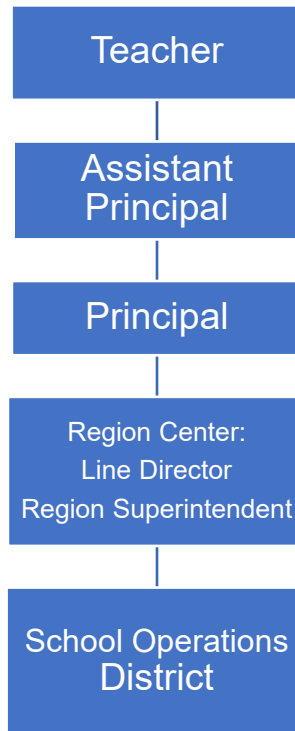 Teacher
Assistant
Principal
Principal
Region Center:
Line Director
Region Superintendent
School Operations
District